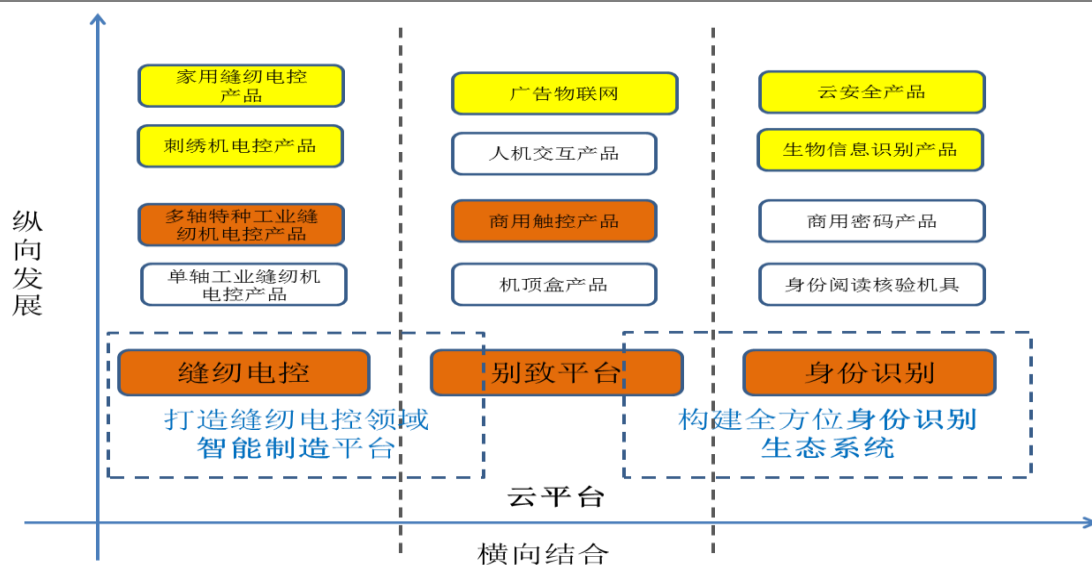 家用缝纫电控
产品
刺绣机电控产品
多轴特种工业缝
纫机电控产品
单轴工业缝纫机
电控产品
广告物联网
人机交互产品
商用触控产品
机顶盒产品
云安全产品
生物信息识别产品
商用密码产品
身份阅读核验机具
纵向发展
缝纫电控
别致平台
身份识别
打造缝纫电控领域
智能制造平台
构建全方位身份识别
生态系统
云平台
横向结合